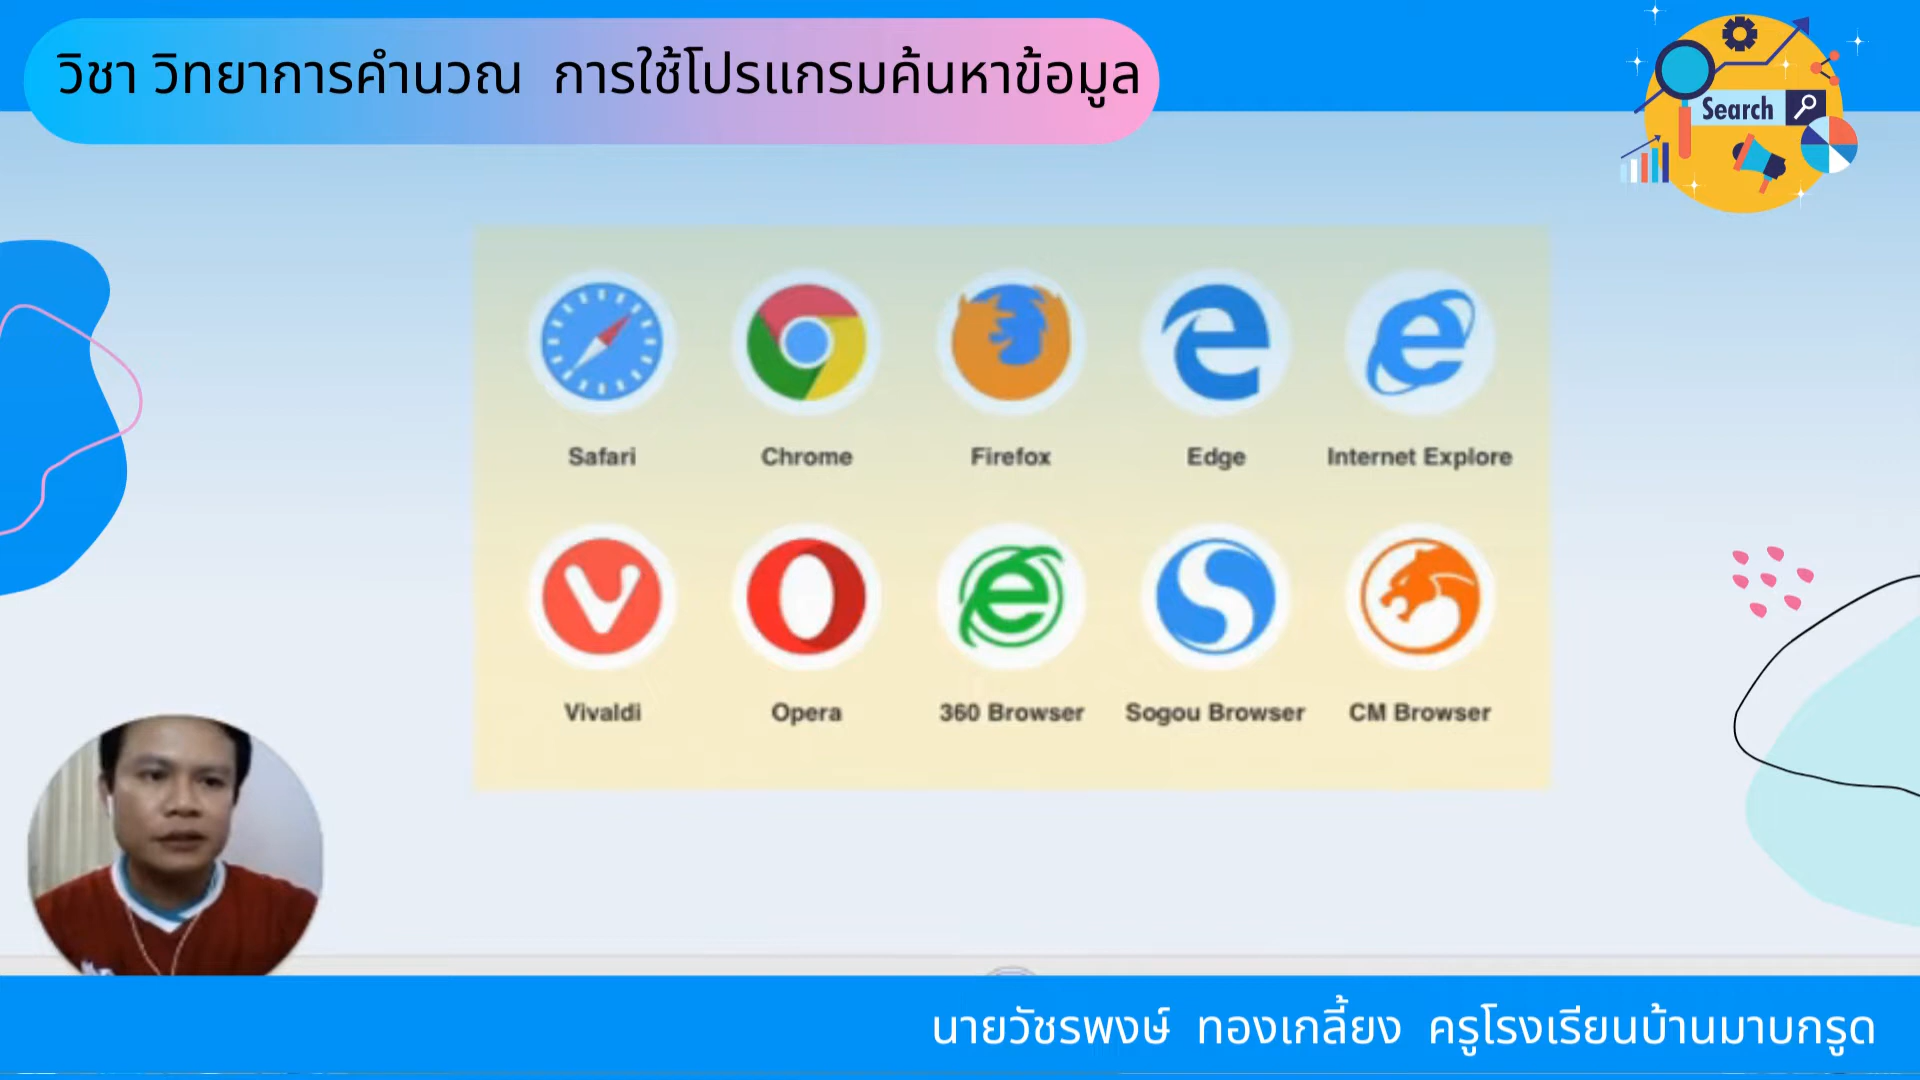 วิชา วิทยาการคำนวณ การใช้โปรแกรมค้นหาข้อมูล
Search
Safari Chrome Firefox Edge Internet Explore
Vivaldi Opera 360 Browser Sogou Browser CM Browser
นายวัชรพงษ์ ทองเกลี้ยง ครูโรงเรียนบ้านมาบกรูด